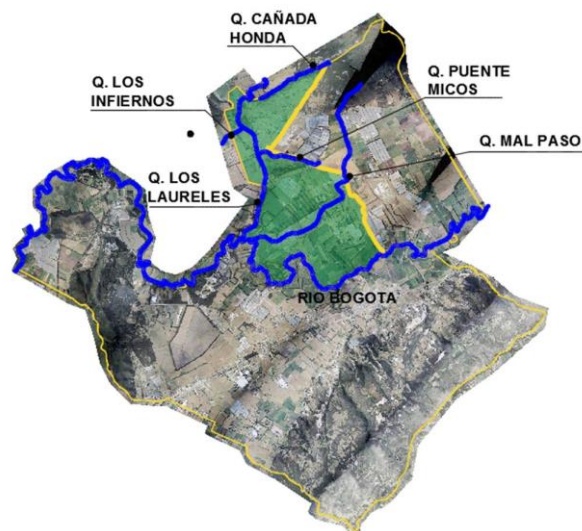 Q. CAÑADA
HONDA
Q. LOS
INFIERNOS
Q. PUENTE
MICOS
Q. MAL PASO
Q. LOS
LAURELES
RIO BOGOTA